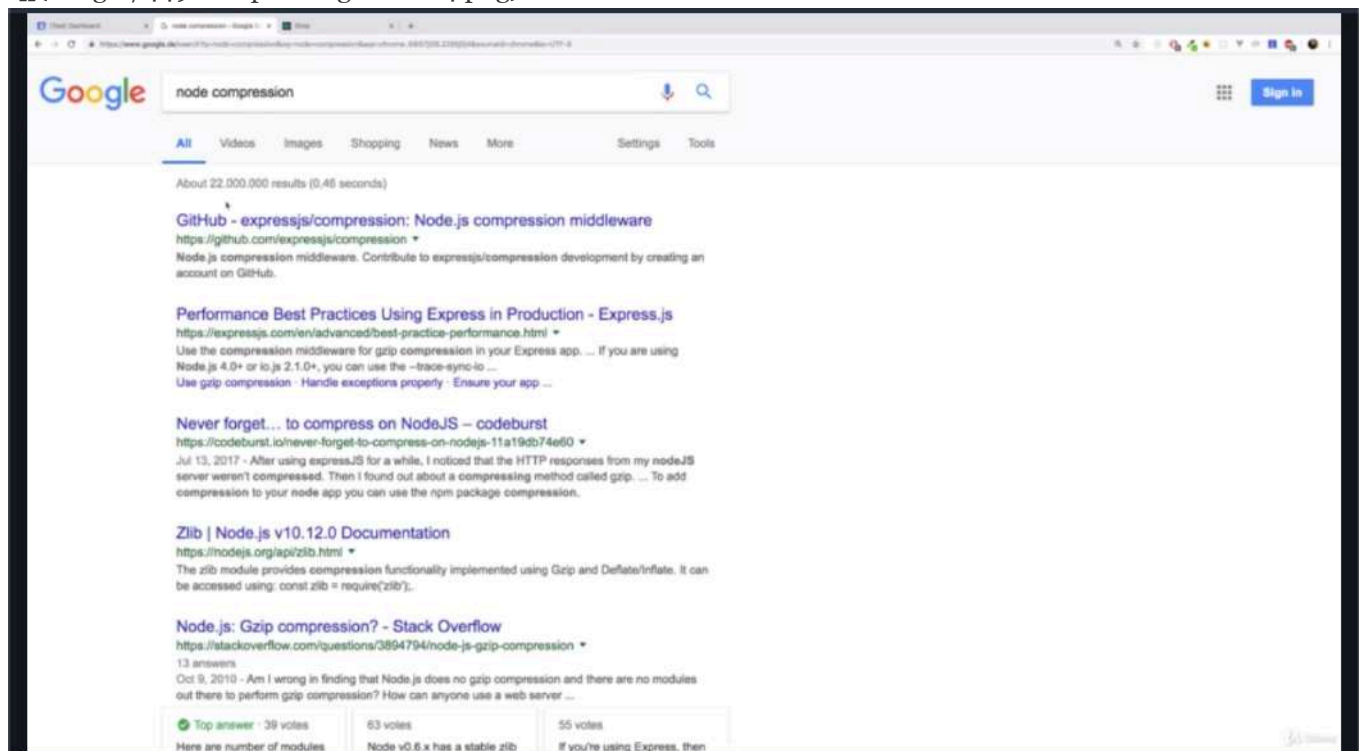 node compression - Google
https://www.google.de/search?q=node+compression
Google
node compression
Sign in
All Videos Images Shopping News More Settings Tools
About 22.000.000 results (0,46 seconds)
GitHub - expressjs/compression: Node.js compression middleware
https://github.com/expressjs/compression
Node.js compression middleware. Contribute to expressjs/compression development by creating an
account on GitHub.
Performance Best Practices Using Express in Production - Express.js
https://expressjs.com/en/advanced/best-practice-performance.html
Use the compression middleware for gzip compression in your Express app. ... If you are using
Node.js 4.0+ or io.js 2.1.0+, you can use the --trace-sync-io ...
Use gzip compression · Handle exceptions properly · Ensure your app ...
Never forget… to compress on NodeJS – codeburst
https://codeburst.io/never-forget-to-compress-on-nodejs-11a19db74e60
Jul 13, 2017 - After using expressJS for a while, I noticed that the HTTP responses from my nodeJS
server weren't compressed. Then I found out about a compressing method called gzip. ... To add
compression to your node app you can use the npm package compression.
Zlib | Node.js v10.12.0 Documentation
https://nodejs.org/api/zlib.html
The zlib module provides compression functionality implemented using Gzip and Deflate/Inflate. It can
be accessed using: const zlib = require('zlib');.
Node.js: Gzip compression? - Stack Overflow
https://stackoverflow.com/questions/3894794/node-js-gzip-compression
13 answers
Oct 9, 2010 - Am I wrong in finding that Node.js does no gzip compression and there are no modules
out there to perform gzip compression? How can anyone use a web server ...
Top answer · 39 votes 63 votes 55 votes
Here are number of modules Node v0.6.x has a stable zlib If you're using Express, then